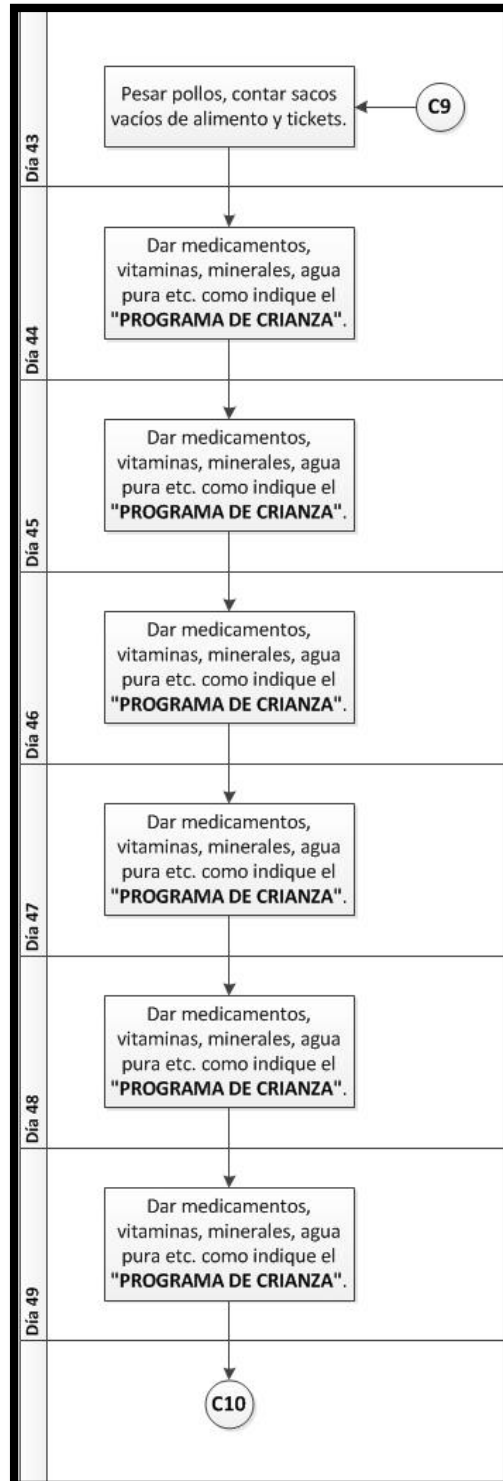 Día 43
Pesar pollos, contar sacos
vacíos de alimento y tickets.
C9
Día 44
Dar medicamentos,
vitaminas, minerales, agua
pura etc. como indique el
"PROGRAMA DE CRIANZA".
Día 45
Dar medicamentos,
vitaminas, minerales, agua
pura etc. como indique el
"PROGRAMA DE CRIANZA".
Día 46
Dar medicamentos,
vitaminas, minerales, agua
pura etc. como indique el
"PROGRAMA DE CRIANZA".
Día 47
Dar medicamentos,
vitaminas, minerales, agua
pura etc. como indique el
"PROGRAMA DE CRIANZA".
Día 48
Dar medicamentos,
vitaminas, minerales, agua
pura etc. como indique el
"PROGRAMA DE CRIANZA".
Día 49
Dar medicamentos,
vitaminas, minerales, agua
pura etc. como indique el
"PROGRAMA DE CRIANZA".
C10